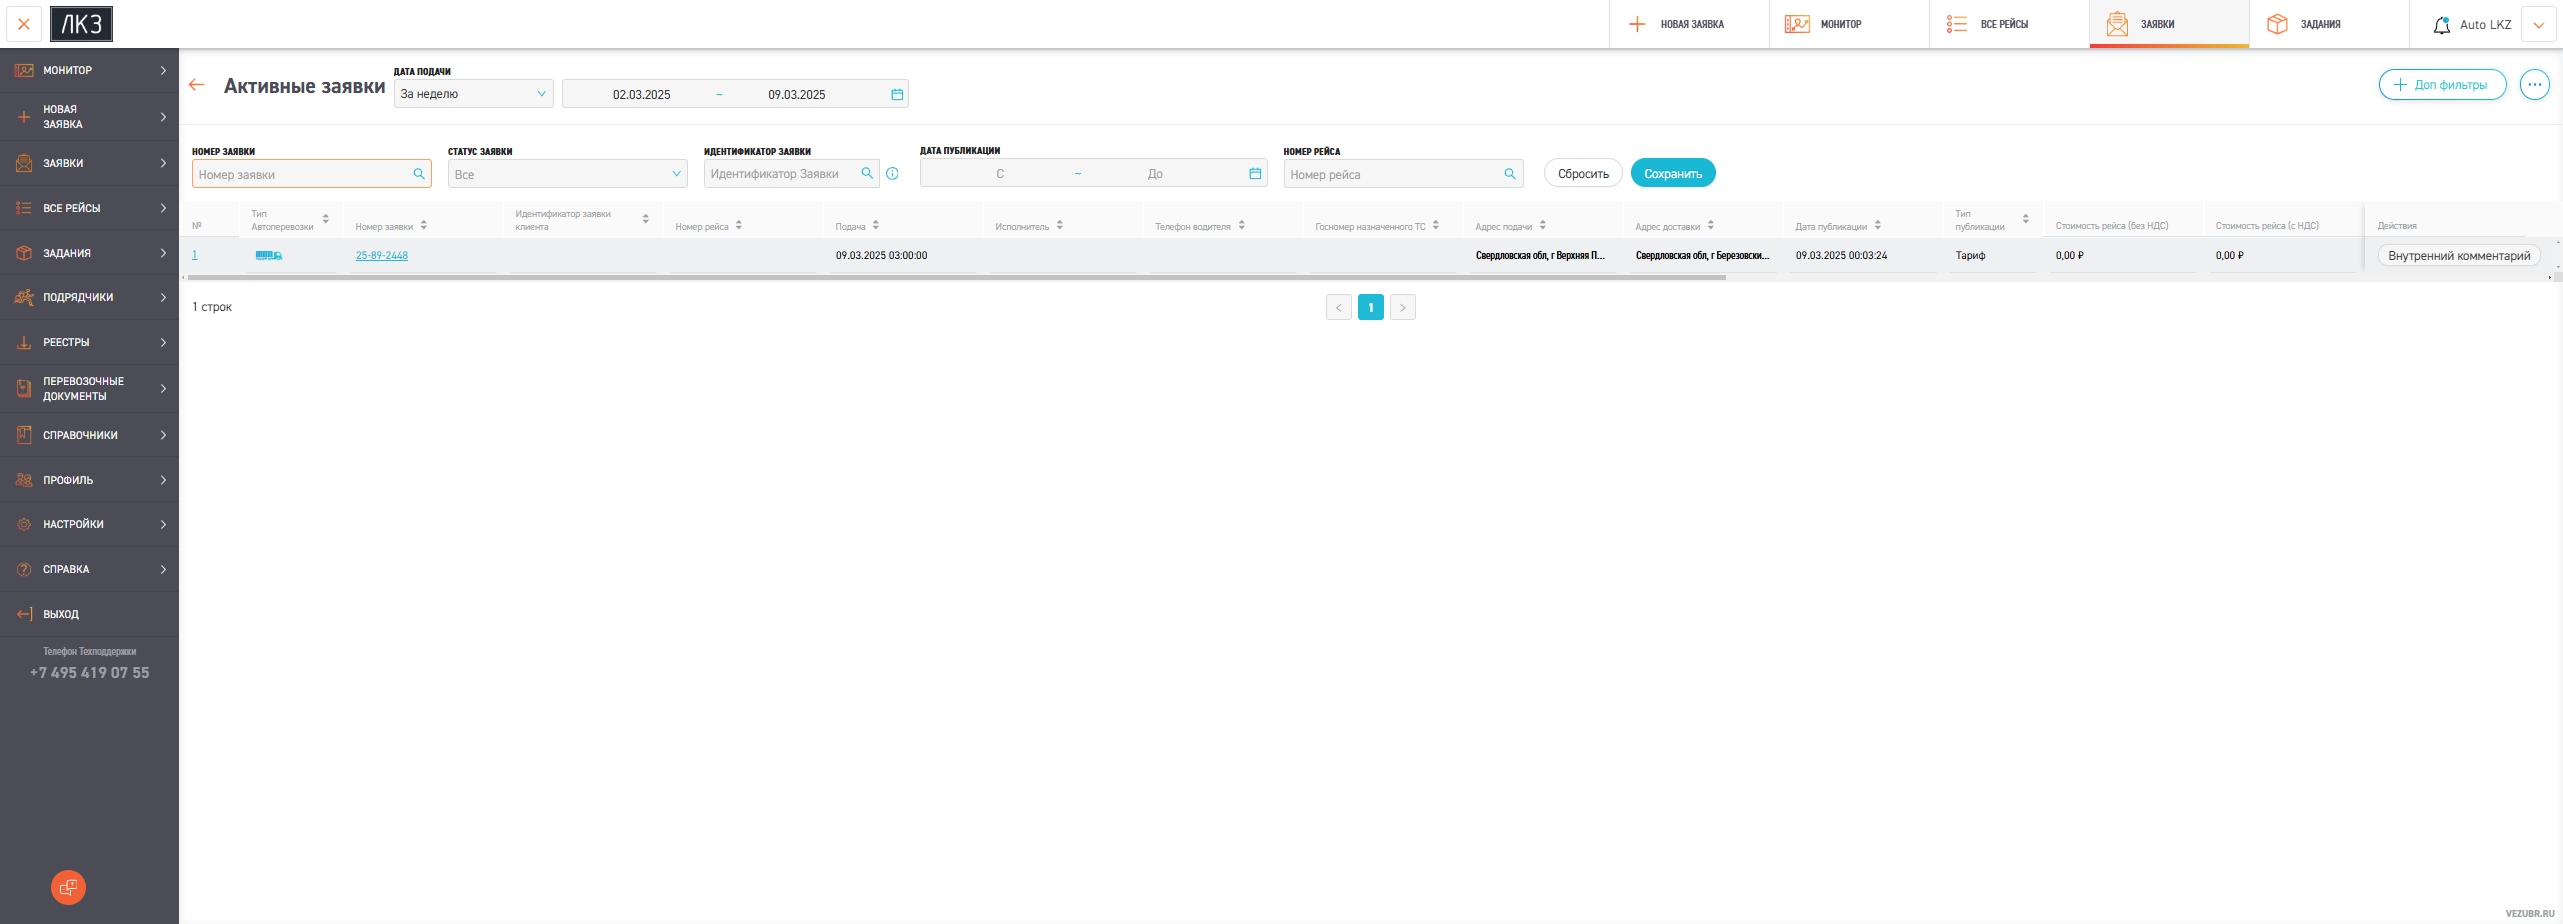 ЛКЗ
НОВАЯ ЗАЯВКА
МОНИТОР
ВСЕ РЕЙСЫ
ЗАЯВКИ
ЗАДАНИЯ
Auto LKZ
МОНИТОР
НОВАЯ
ЗАЯВКА
ЗАЯВКИ
ВСЕ РЕЙСЫ
ЗАДАНИЯ
ПОДРЯДЧИКИ
РЕЕСТРЫ
ПЕРЕВОЗОЧНЫЕ
ДОКУМЕНТЫ
СПРАВОЧНИКИ
ПРОФИЛЬ
НАСТРОЙКИ
СПРАВКА
ВЫХОД
Телефон Техподдержки
+7 495 419 07 55
Активные заявки
ДАТА ПОДАЧИ
За неделю
02.03.2025 ~ 09.03.2025
Доп фильтры
НОМЕР ЗАЯВКИ
Номер заявки
СТАТУС ЗАЯВКИ
Все
ИДЕНТИФИКАТОР ЗАЯВКИ
Идентификатор Заявки
ДАТА ПУБЛИКАЦИИ
С ~ До
НОМЕР РЕЙСА
Номер рейса
Сбросить
Сохранить
№
Тип
Автоперевозки
Номер заявки
Идентификатор заявки
клиента
Номер рейса
Подача
Исполнитель
Телефон водителя
Госномер назначенного ТС
Адрес подачи
Адрес доставки
Дата публикации
Тип
публикации
Стоимость рейса (без НДС)
Стоимость рейса (с НДС)
Действия
1
25-89-2448
09.03.2025 03:00:00
Свердловская обл, г Верхняя П...
Свердловская обл, г Березовски...
09.03.2025 00:03:24
Тариф
0,00 ₽
0,00 ₽
Внутренний комментарий
1 строк
< 1 >
VEZUBR.RU